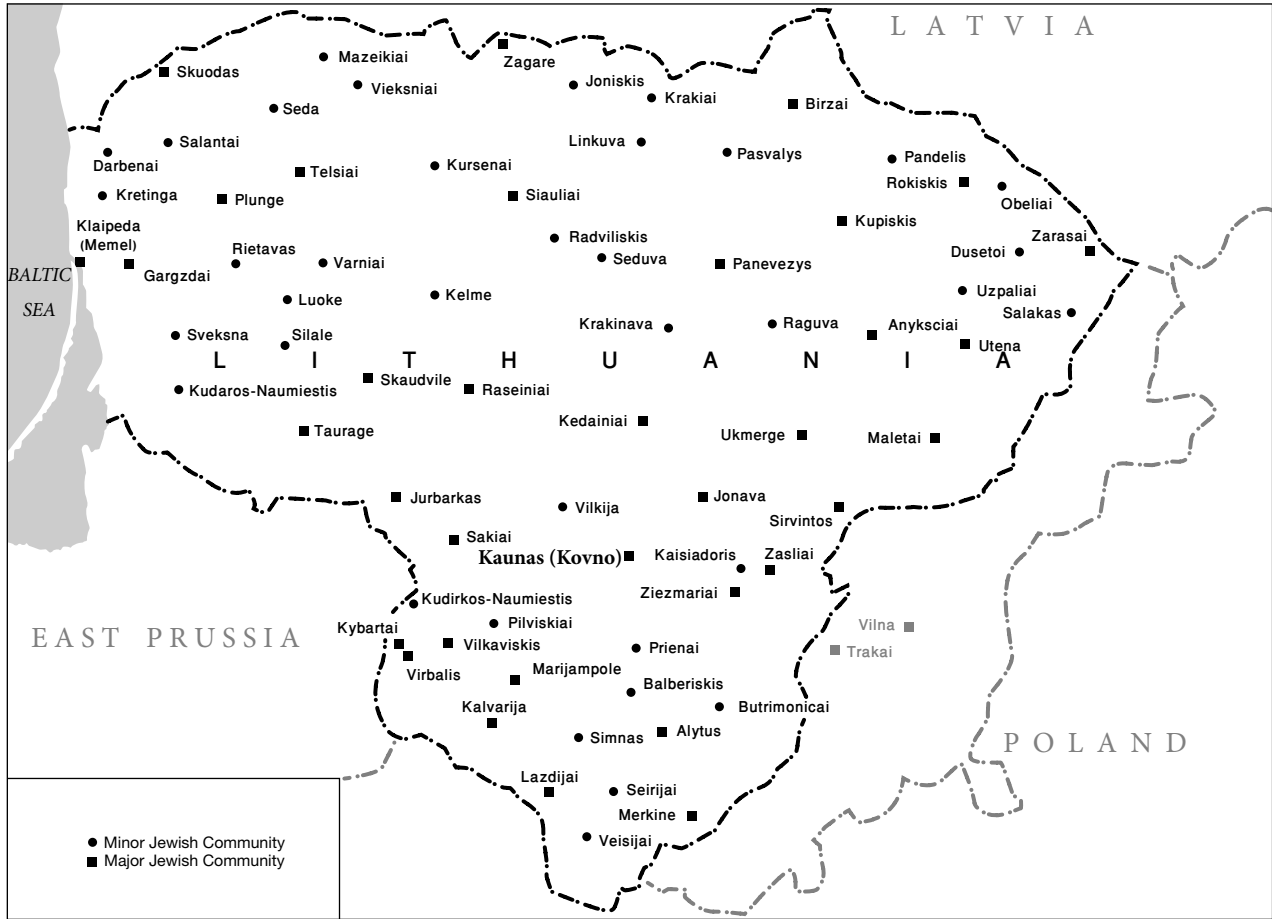 LATVIA
Mazeikiai
Zagare
Skuodas
Vieksniai
Joniskis
Krakiai
Birzai
Seda
Salantai
Linkuva
Pasvalys
Pandelis
Darbenai
Telsiai
Kursenai
Rokiskis
Kretinga
Plunge
Siauliai
Obeliai
Klaipeda
(Memel)
Kupiskis
Rietavas
Radviliskis
Zarasai
Dusetoi
BALTIC
SEA
Gargzdai
Varniai
Seduva
Panevezys
Luoke
Kelme
Uzpaliai
Salakas
Sveksna
Silale
Krakinava
Raguva
Anyksciai
Utena
LITHUANIA
Skaudvile
Kudaros-Naumiestis
Raseiniai
Taurage
Kedainiai
Ukmerge
Maletai
Jurbarkas
Vilkija
Jonava
Sirvintos
Sakiai
Kaunas (Kovno)
Kaisiadoris
Zasliai
Ziezmariai
Kudirkos-Naumiestis
Pilviskiai
Kybartai
EAST PRUSSIA
Vilkaviskis
Prienai
Vilna
Trakai
Virbalis
Marijampole
Balberiskis
Kalvarija
Butrimonicai
Simnas
Alytus
POLAND
Lazdijai
Seirijai
Merkine
Veisijai
Minor Jewish Community
Major Jewish Community